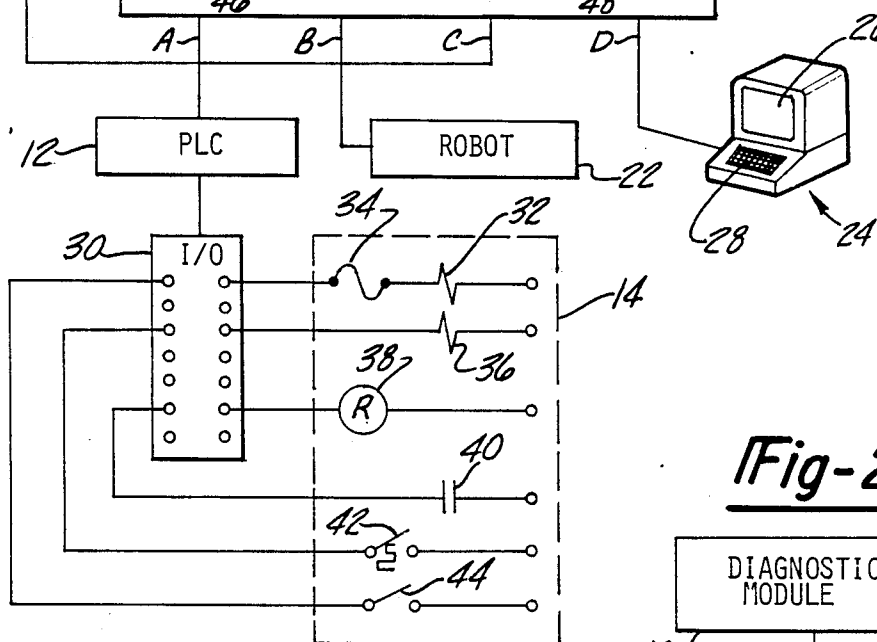 46 48
A B C D
26
12 PLC ROBOT
22
28 24
30 I/O 34 32
14
36
38
R
40
Fig-2
42
44
DIAGNOSTIC
MODULE